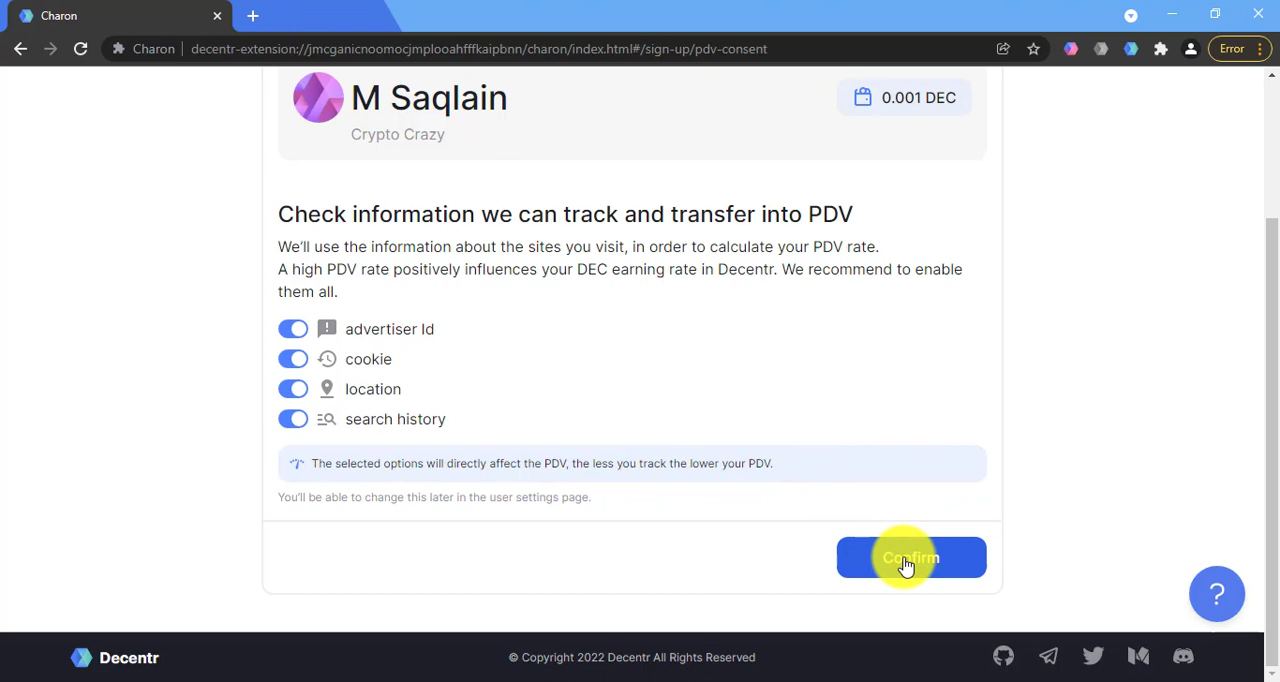 Charon
Error
Charon decentr-extension://jmcganicnoomocjmplooahfffkaipbnn/charon/index.html#/sign-up/pdv-consent
M Saqlain
0.001 DEC
Crypto Crazy
Check information we can track and transfer into PDV
We'll use the information about the sites you visit, in order to calculate your PDV rate.
A high PDV rate positively influences your DEC earning rate in Decentr. We recommend to enable
them all.
advertiser Id
cookie
location
search history
The selected options will directly affect the PDV, the less you track the lower your PDV.
You'll be able to change this later in the user settings page.
Confirm
?
Decentr
© Copyright 2022 Decentr All Rights Reserved